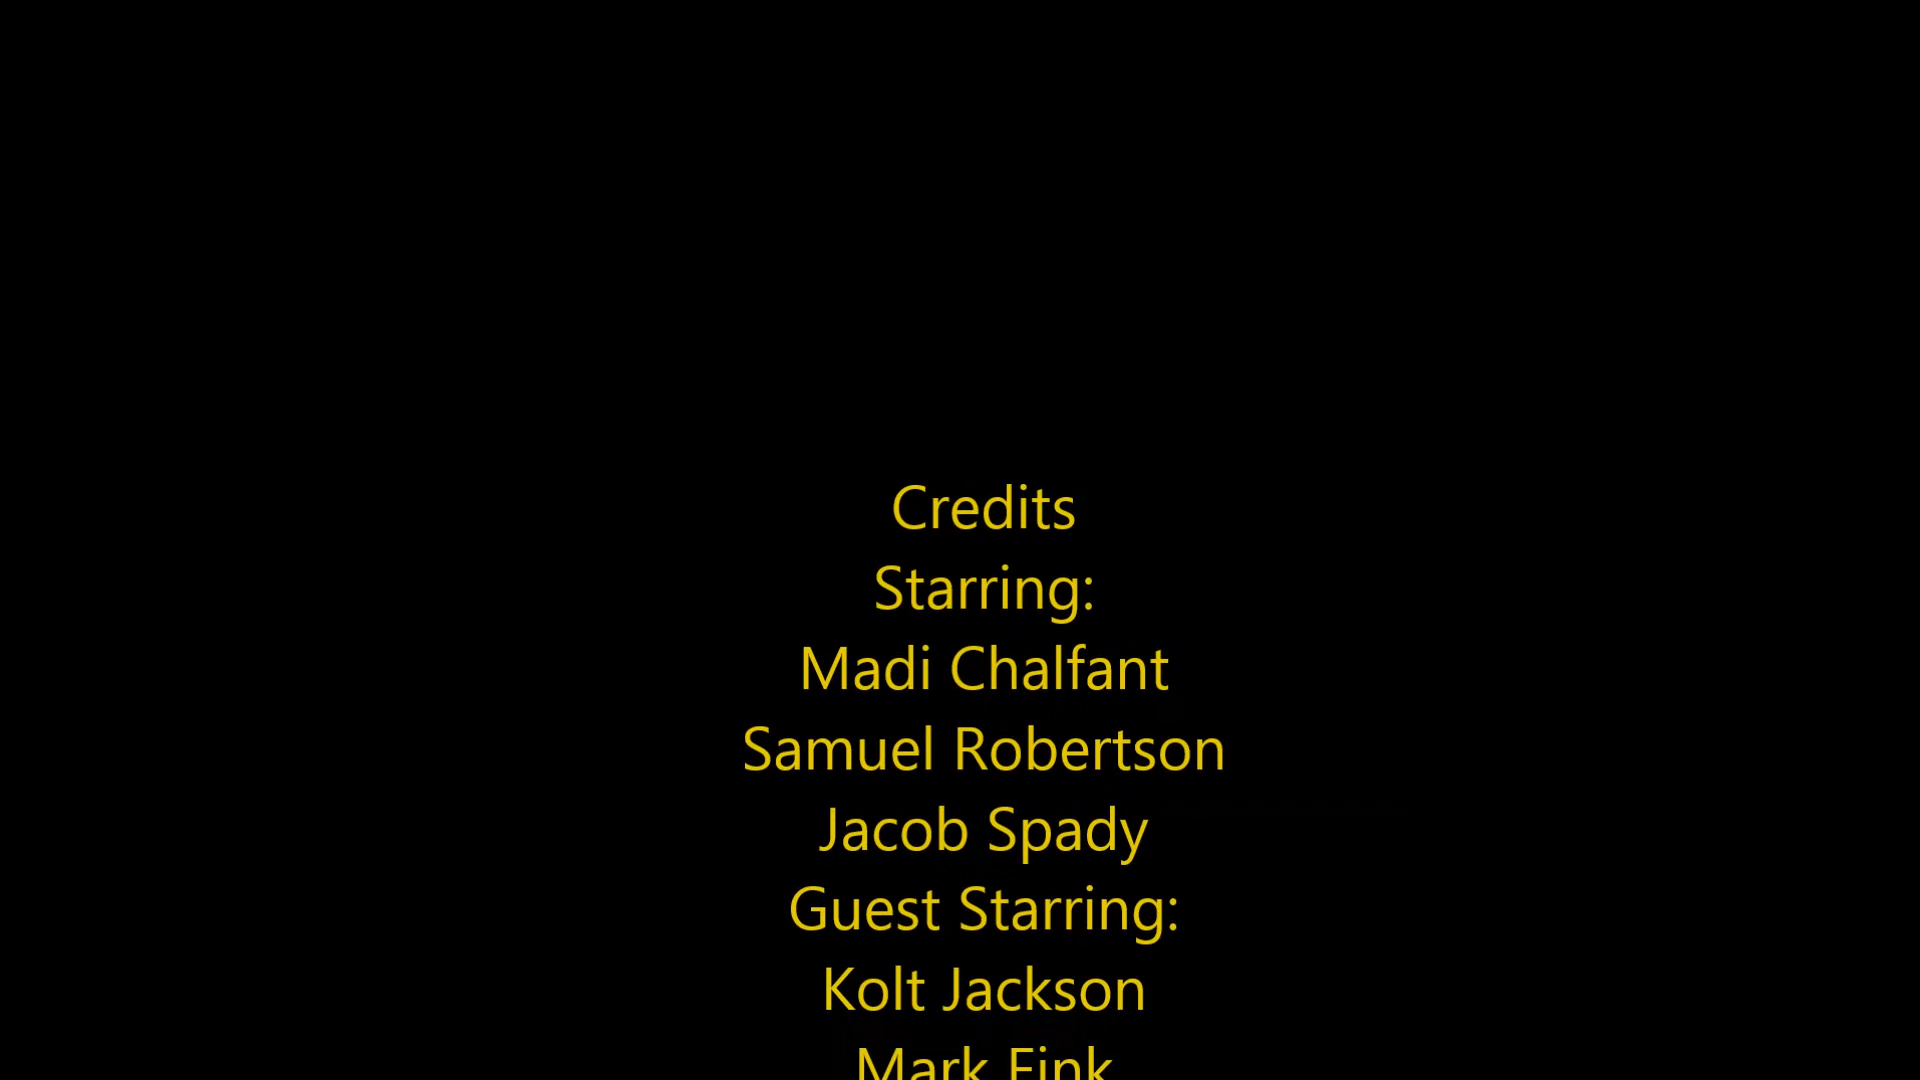 Credits
Starring:
Madi Chalfant
Samuel Robertson
Jacob Spady
Guest Starring:
Kolt Jackson
Mark Fink